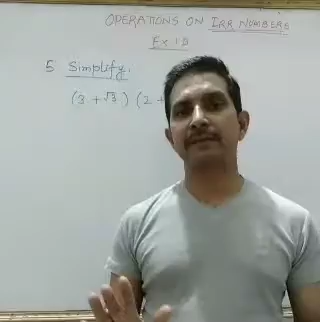 OPERATIONS ON IRR NUMBERS
Ex 1D
5 Simplify.
(3 + √3) (2 +